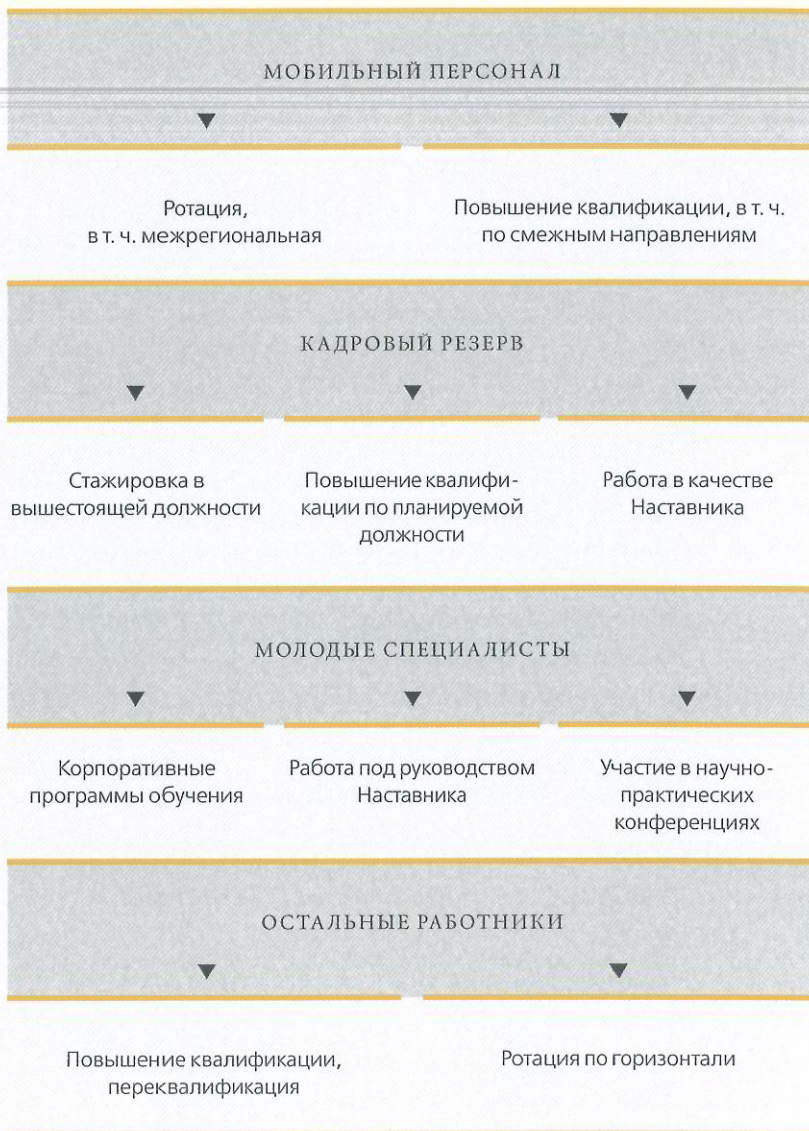 МОБИЛЬНЫЙ ПЕРСОНАЛ
Ротация,
в т. ч. межрегиональная
Повышение квалификации, в т. ч.
по смежным направлениям
КАДРОВЫЙ РЕЗЕРВ
Стажировка в
вышестоящей должности
Повышение квалифи-
кации по планируемой
должности
Работа в качестве
Наставника
МОЛОДЫЕ СПЕЦИАЛИСТЫ
Корпоративные
программы обучения
Работа под руководством
Наставника
Участие в научно-
практических
конференциях
ОСТАЛЬНЫЕ РАБОТНИКИ
Повышение квалификации,
переквалификация
Ротация по горизонтали